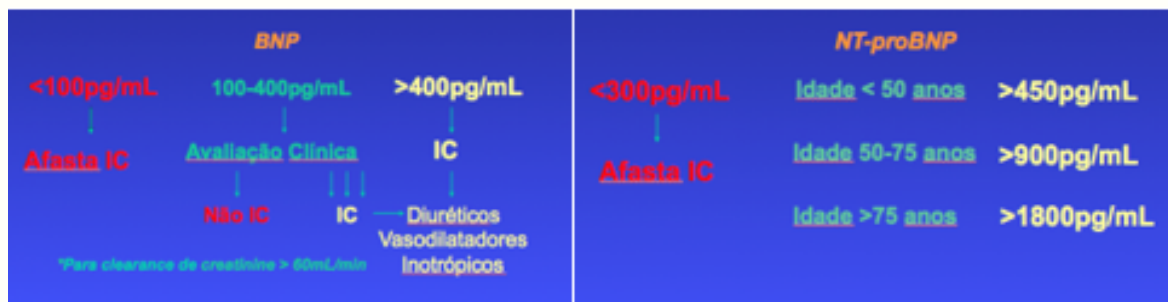 BNP
<100pg/mL 100-400pg/mL >400pg/mL
Afasta IC Avaliação Clínica IC
Não IC IC Diuréticos
Vasodilatadores
*Para clearance de creatinine > 60mL/min Inotrópicos
NT-proBNP
<300pg/mL Idade < 50 anos >450pg/mL
Afasta IC Idade 50-75 anos >900pg/mL
Idade >75 anos >1800pg/mL